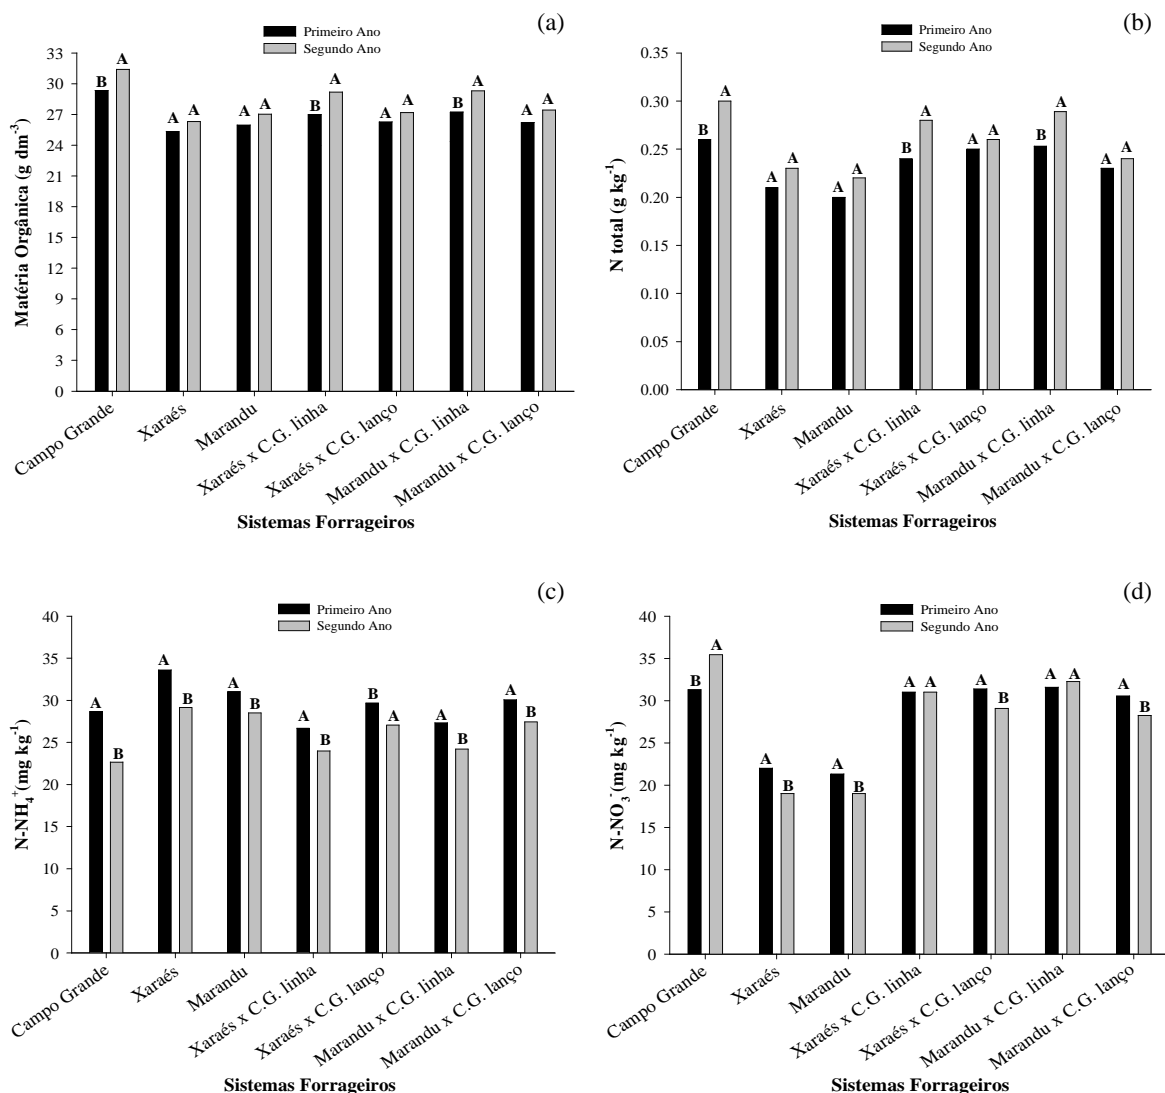 (a)
Primeiro Ano
Segundo Ano
Matéria Orgânica (g dm-3)
33
30
27
24
21
18
15
12
9
6
3
0
B A A A A A B A A A B A A A
Campo Grande
Xaraés
Marandu
Xaraés x C.G. linha
Xaraés x C.G. lanço
Marandu x C.G. linha
Marandu x C.G. lanço
Sistemas Forrageiros
(b)
Primeiro Ano
Segundo Ano
N total (g kg-1)
0.35
0.30
0.25
0.20
0.15
0.10
0.05
0.00
B A A A A A B A A A B A A A
Campo Grande
Xaraés
Marandu
Xaraés x C.G. linha
Xaraés x C.G. lanço
Marandu x C.G. linha
Marandu x C.G. lanço
Sistemas Forrageiros
(c)
Primeiro Ano
Segundo Ano
N-NH4+ (mg kg-1)
40
35
30
25
20
15
10
5
0
A B A B A B A B B A A B A B
Campo Grande
Xaraés
Marandu
Xaraés x C.G. linha
Xaraés x C.G. lanço
Marandu x C.G. linha
Marandu x C.G. lanço
Sistemas Forrageiros
(d)
Primeiro Ano
Segundo Ano
N-NO3- (mg kg-1)
40
35
30
25
20
15
10
5
0
B A A B A B A A A B A A A B
Campo Grande
Xaraés
Marandu
Xaraés x C.G. linha
Xaraés x C.G. lanço
Marandu x C.G. linha
Marandu x C.G. lanço
Sistemas Forrageiros